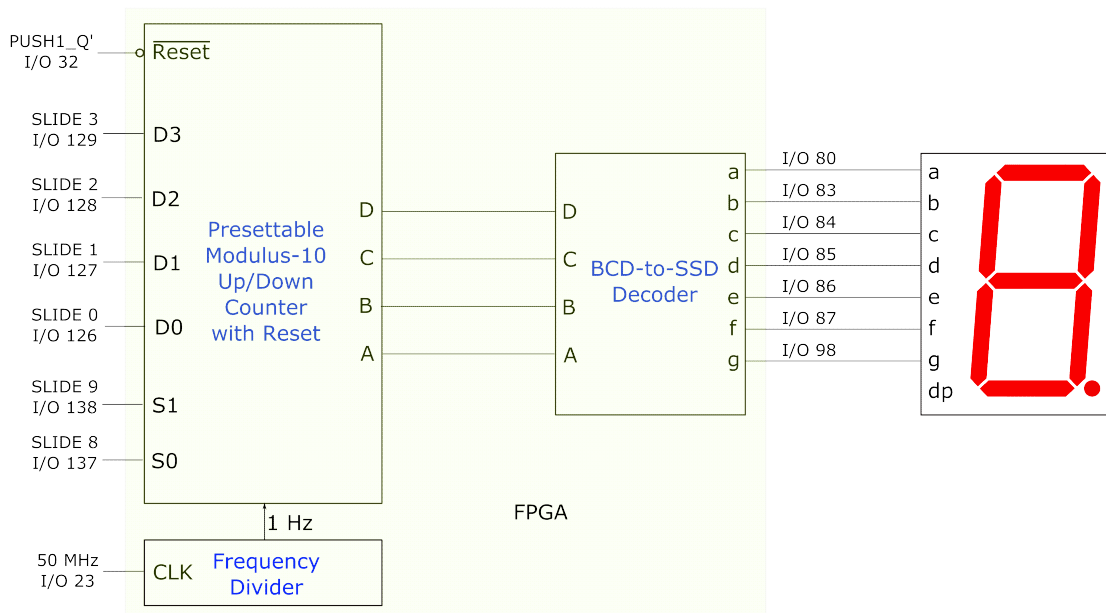 PUSH1_Q'
I/O 32
Reset
SLIDE 3
I/O 129
D3
SLIDE 2
I/O 128
D2
SLIDE 1
I/O 127
D1
SLIDE 0
I/O 126
D0
SLIDE 9
I/O 138
S1
SLIDE 8
I/O 137
S0
Presettable
Modulus-10
Up/Down
Counter
with Reset
D
C
B
A
1 Hz
50 MHz
I/O 23
CLK
Frequency
Divider
D
C
B
A
BCD-to-SSD
Decoder
a
b
c
d
e
f
g
I/O 80
I/O 83
I/O 84
I/O 85
I/O 86
I/O 87
I/O 98
a
b
c
d
e
f
g
dp
8.
FPGA